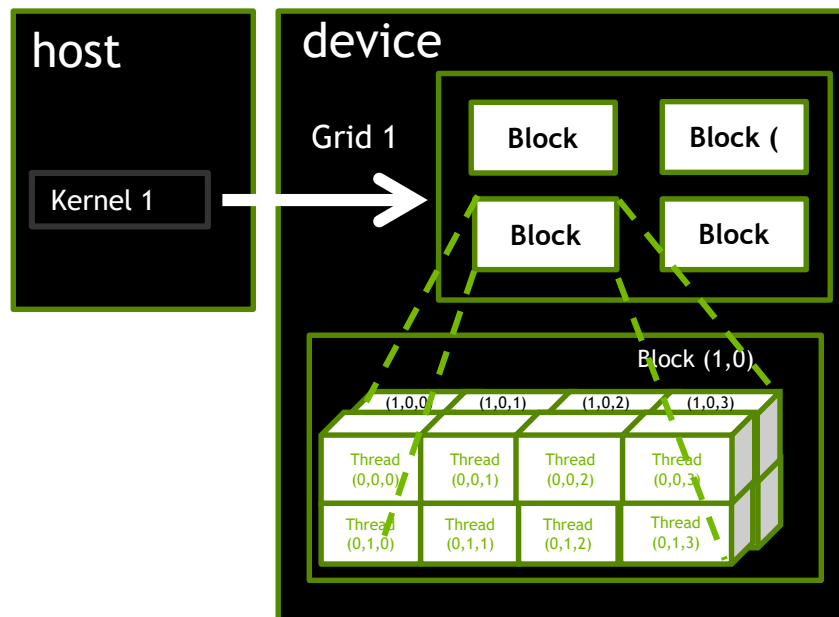 host
Kernel 1
device
Grid 1
Block
Block (
Block
Block
Block (1,0)
(1,0,0)
(1,0,1)
(1,0,2)
(1,0,3)
Thread
(0,0,0)
Thread
(0,0,1)
Thread
(0,0,2)
Thread
(0,0,3)
Thread
(0,1,0)
Thread
(0,1,1)
Thread
(0,1,2)
Thread
(0,1,3)